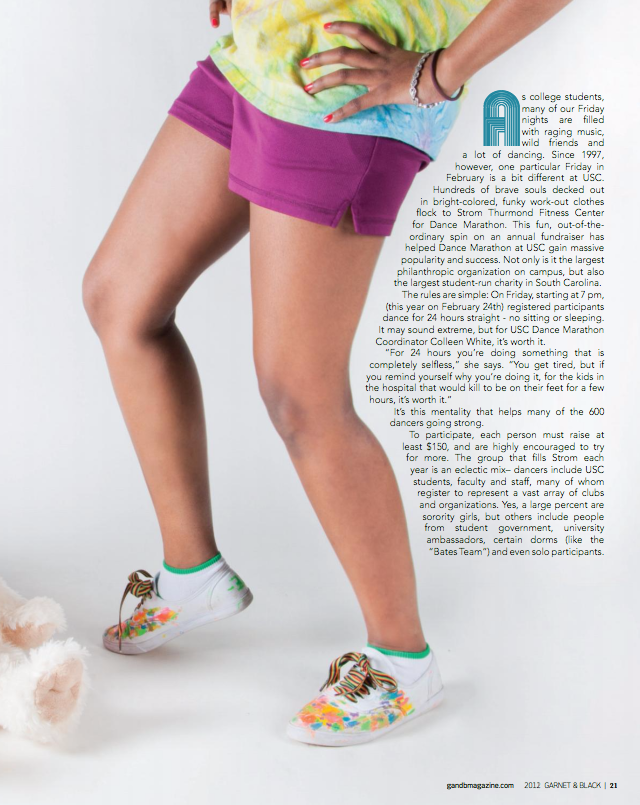 As college students,
many of our Friday
nights are filled
with raging music,
wild friends and
a lot of dancing. Since 1997,
however, one particular Friday in
February is a bit different at USC.
Hundreds of brave souls decked out
in bright-colored, funky work-out clothes
flock to Strom Thurmond Fitness Center
for Dance Marathon. This fun, out-of-the-
ordinary spin on an annual fundraiser has
helped Dance Marathon at USC gain massive
popularity and success. Not only is it the largest
philanthropic organization on campus, but also
the largest student-run charity in South Carolina.
The rules are simple: On Friday, starting at 7 pm,
(this year on February 24th) registered participants
dance for 24 hours straight - no sitting or sleeping.
It may sound extreme, but for USC Dance Marathon
Coordinator Colleen White, it’s worth it.
“For 24 hours you’re doing something that is
completely selfless,” she says. “You get tired, but if
you remind yourself why you’re doing it, for the kids in
the hospital that would kill to be on their feet for a few
hours, it’s worth it.”
It’s this mentality that helps many of the 600
dancers going strong.
To participate, each person must raise at
least $150, and are highly encouraged to try
for more. The group that fills Strom each
year is an eclectic mix– dancers include USC
students, faculty and staff, many of whom
register to represent a vast array of clubs
and organizations. Yes, a large percent are
sorority girls, but others include people
from student government, university
ambassadors, certain dorms (like the
“Bates Team”) and even solo participants.
gandbmagazine.com 2012 GARNET & BLACK | 21